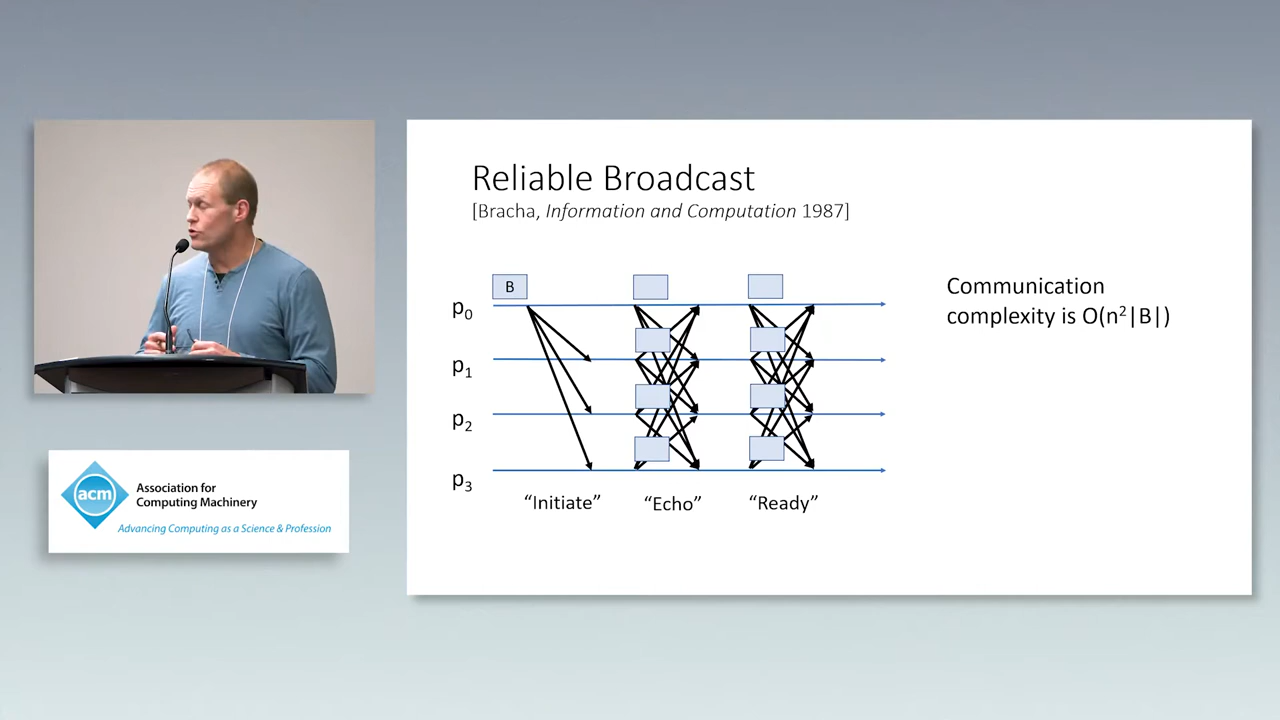 Reliable Broadcast
[Bracha, Information and Computation 1987]
B
p₀
p₁
p₂
p₃
“Initiate” “Echo” “Ready”
Communication
complexity is O(n²|B|)
acm
Association for
Computing Machinery
Advancing Computing as a Science & Profession